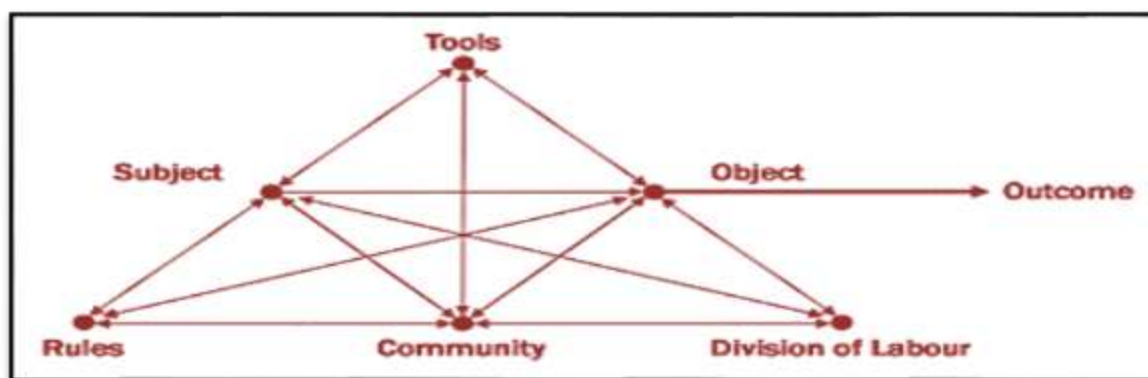 Tools
Subject
Object
Outcome
Rules
Community
Division of Labour